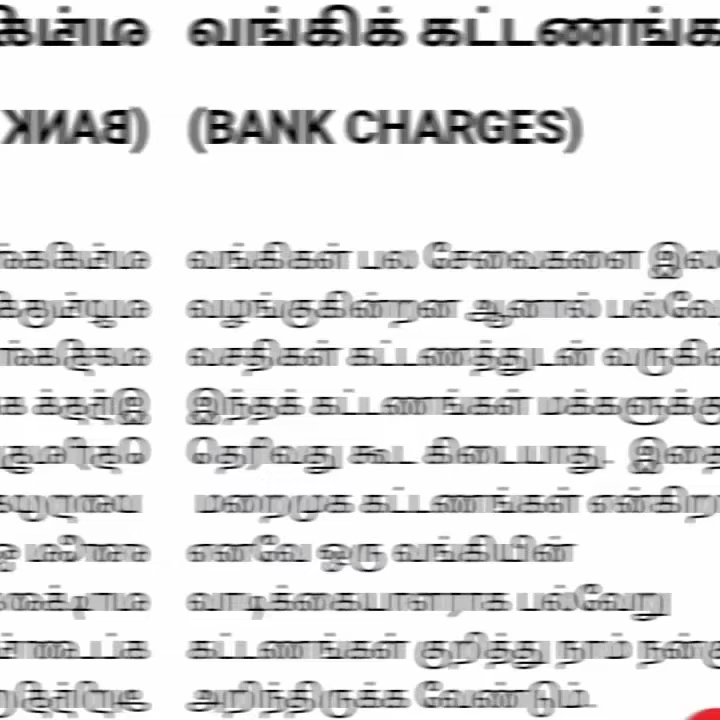 வங்கிக் கட்டணங்க
(BANK CHARGES)
வங்கிகள் பல சேவைகளை இல
வழங்குகின்றன ஆனால் பல்வே
வசதிகள் கட்டணத்துடன் வருகி
இந்தக் கட்டணங்கள் மக்களுக்கு
தெரிவது கூட கிடையாது. இதை
மறைமுக கட்டணங்கள் என்கிற
எனவே ஒரு வங்கியின்
வாடிக்கையாளராக பல்வேறு
கட்டணங்கள் குறித்து நாம் நன்கு
அறிந்திருக்க வேண்டும்.